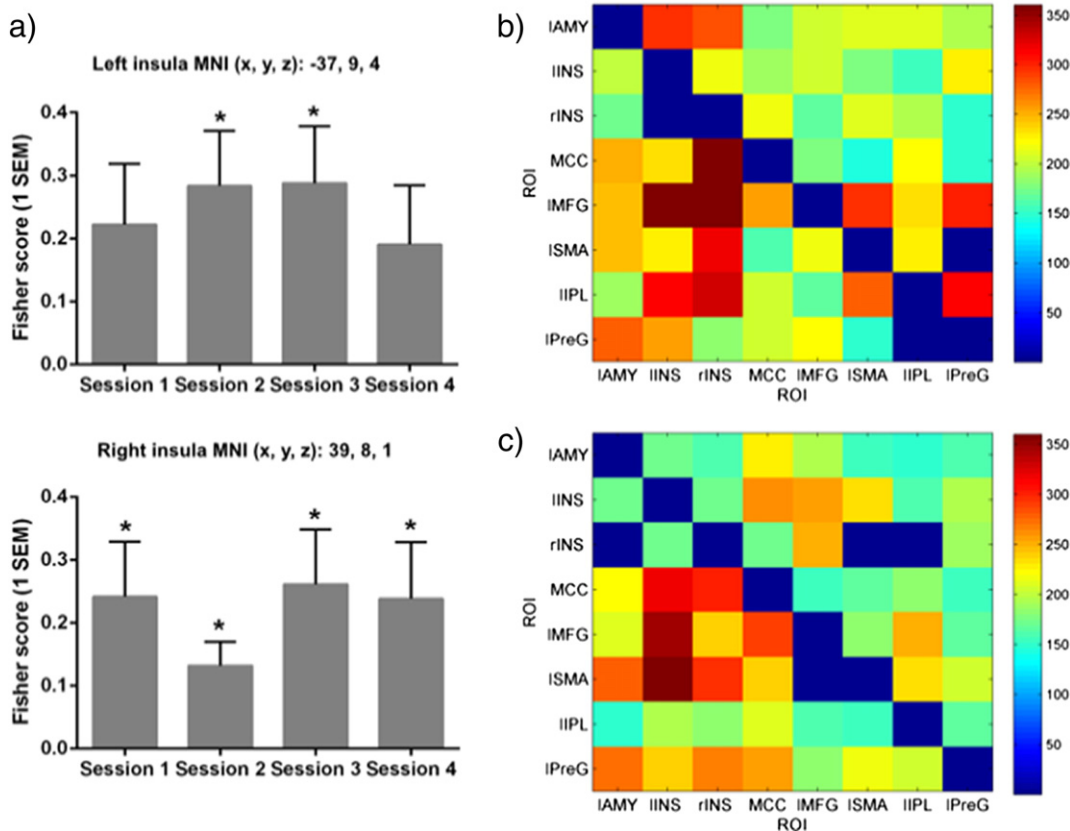 a)
Left insula MNI (x, y, z): -37, 9, 4
Fisher score (1 SEM)
0.4
0.3
0.2
0.1
0.0
*
*
Session 1 Session 2 Session 3 Session 4
Right insula MNI (x, y, z): 39, 8, 1
Fisher score (1 SEM)
0.4
0.3
0.2
0.1
0.0
*
*
*
*
Session 1 Session 2 Session 3 Session 4
b)
ROI
lAMY
lINS
rINS
MCC
lMFG
lSMA
lIPL
lPreG
lAMY lINS rINS MCC lMFG lSMA lIPL lPreG
ROI
350
300
250
200
150
100
50
c)
ROI
lAMY
lINS
rINS
MCC
lMFG
lSMA
lIPL
lPreG
lAMY lINS rINS MCC lMFG lSMA lIPL lPreG
ROI
350
300
250
200
150
100
50